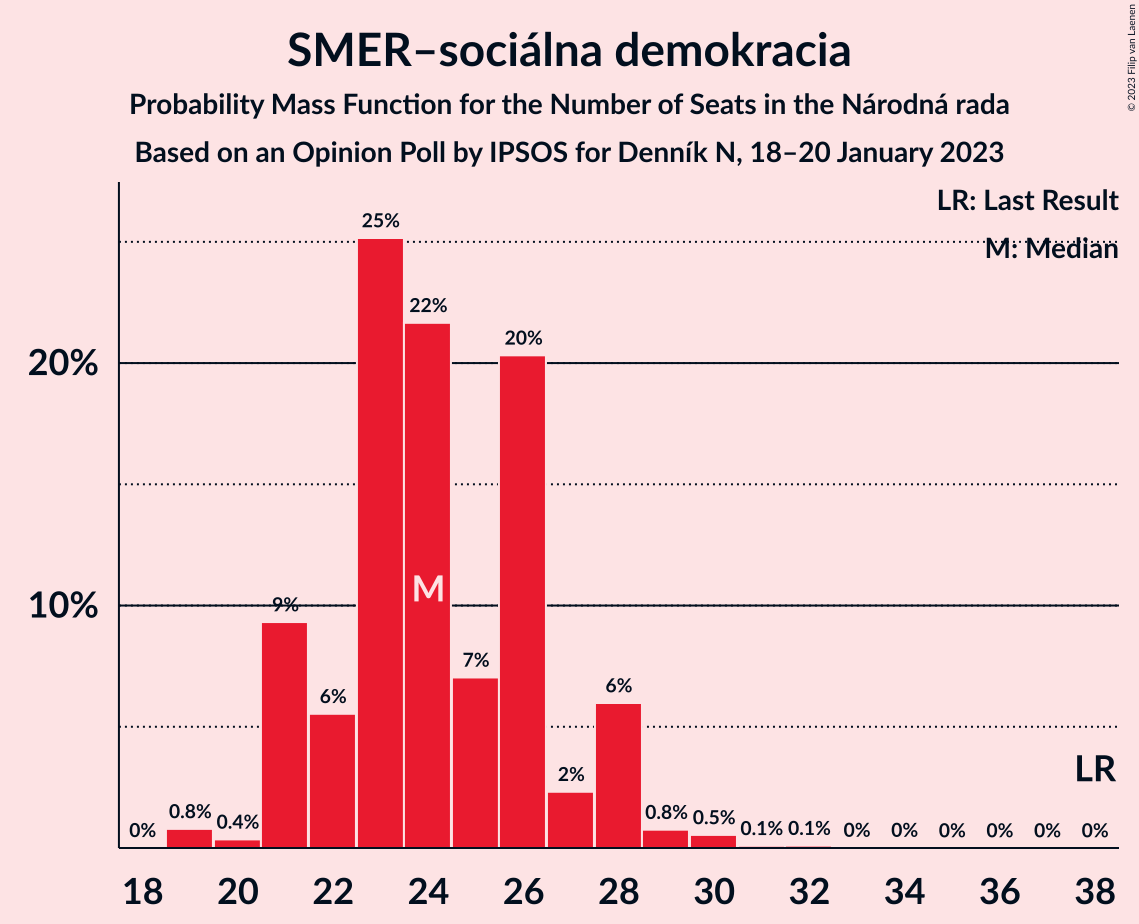 SMER–sociálna demokracia
Probability Mass Function for the Number of Seats in the Národná rada
Based on an Opinion Poll by IPSOS for Denník N, 18–20 January 2023
© 2023 Filip van Laenen
LR: Last Result
M: Median
25%
22%
20%
20%
9%
10%
M
7%
6%
6%
2%
LR
0%
0.8%
0.4%
0.8%
0.5%
0.1%
0.1%
0%
0%
0%
0%
0%
0%
18 20 22 24 26 28 30 32 34 36 38